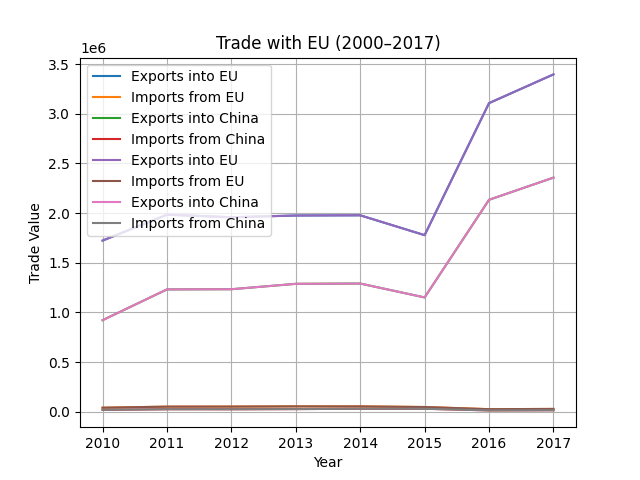 Trade with EU (2000–2017)
1e6
Exports into EU
Imports from EU
Exports into China
Imports from China
Exports into EU
Imports from EU
Exports into China
Imports from China
Trade Value
3.5
3.0
2.5
2.0
1.5
1.0
0.5
0.0
2010 2011 2012 2013 2014 2015 2016 2017
Year